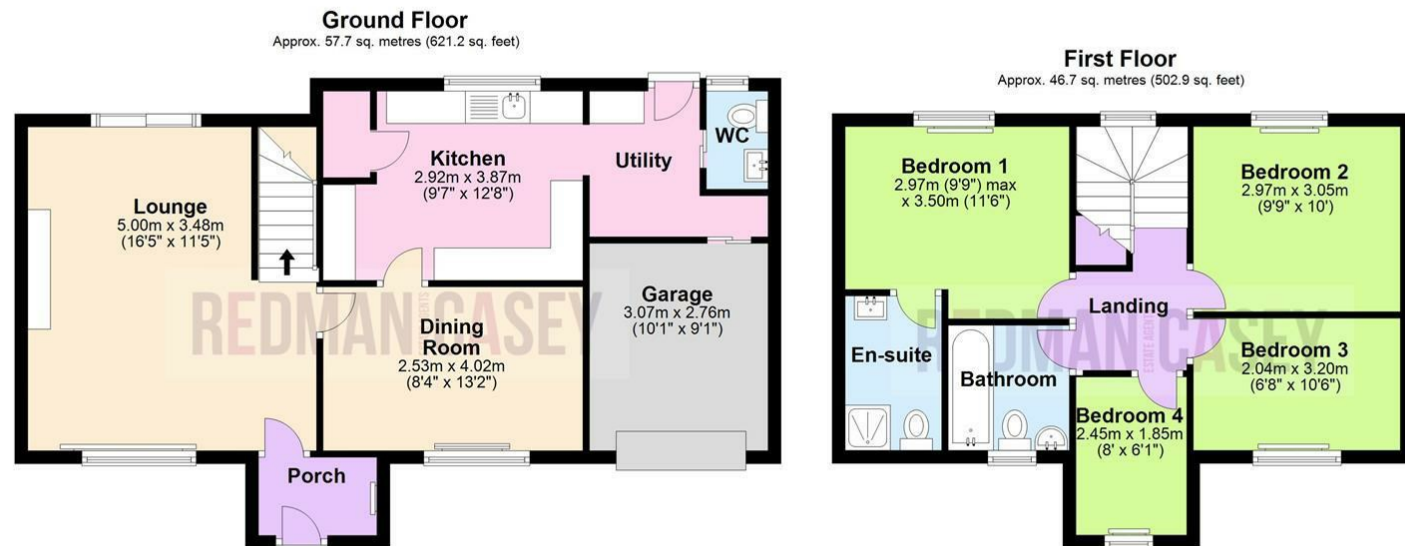 Ground Floor
Approx. 57.7 sq. metres (621.2 sq. feet)
Kitchen
2.92m x 3.87m
(9'7" x 12'8")
Utility
WC
Lounge
5.00m x 3.48m
(16'5" x 11'5")
Garage
3.07m x 2.76m
(10'1" x 9'1")
Dining
Room
2.53m x 4.02m
(8'4" x 13'2")
Porch
REDMAN CASEY
First Floor
Approx. 46.7 sq. metres (502.9 sq. feet)
Bedroom 1
2.97m (9'9") max
x 3.50m (11'6")
Bedroom 2
2.97m x 3.05m
(9'9" x 10')
Landing
En-suite
Bathroom
Bedroom 3
2.04m x 3.20m
(6'8" x 10'6")
Bedroom 4
2.45m x 1.85m
(8' x 6'1")
REDMAN CASEY
ESTATE AGENTS